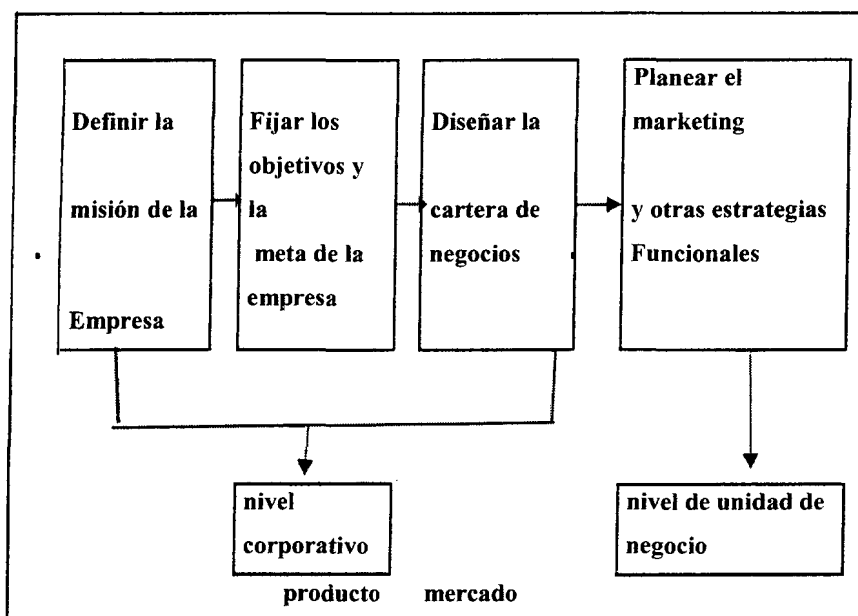 Definir la
misión de la
Empresa
Fijar los
objetivos y
la
meta de la
empresa
Diseñar la
cartera de
negocios
Planear el
marketing
y otras estrategias
Funcionales
nivel
corporativo
nivel de unidad de
negocio
producto mercado